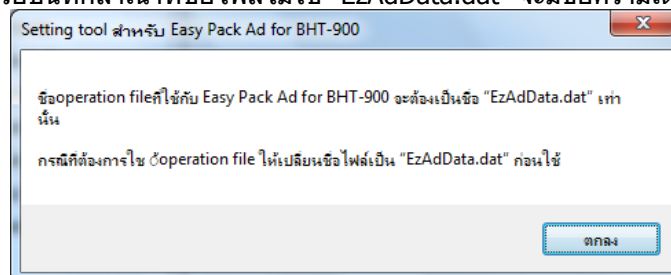 "EzAdData.dat"
Setting tool สำหรับ Easy Pack Ad for BHT-900
ชื่อoperation fileที่ใช้กับ Easy Pack Ad for BHT-900 จะต้องเป็นชื่อ "EzAdData.dat" เท่า
นั้น
กรณีที่ต้องการใช ้operation file ให้เปลี่ยนชื่อไฟล์เป็น "EzAdData.dat" ก่อนใช้
ตกลง